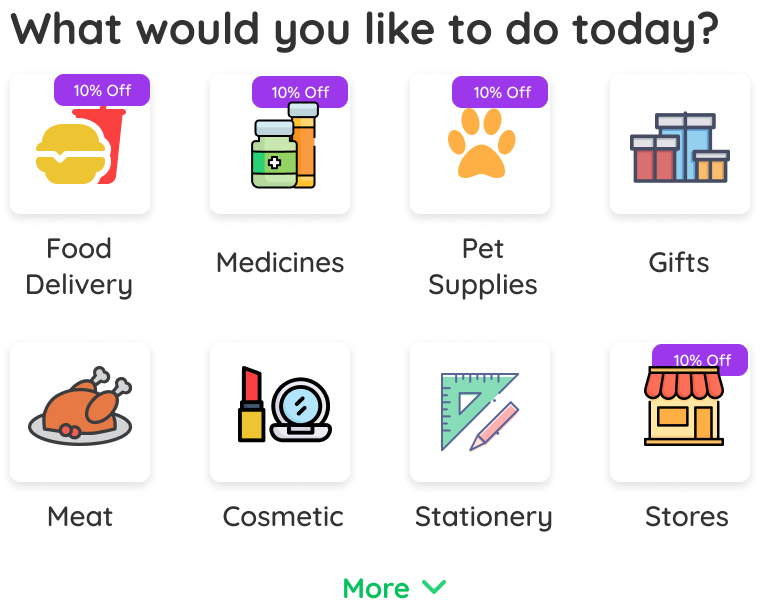 What would you like to do today?
10% Off
10% Off
10% Off
Food
Delivery
Medicines
Pet
Supplies
Gifts
10% Off
Meat
Cosmetic
Stationery
Stores
More